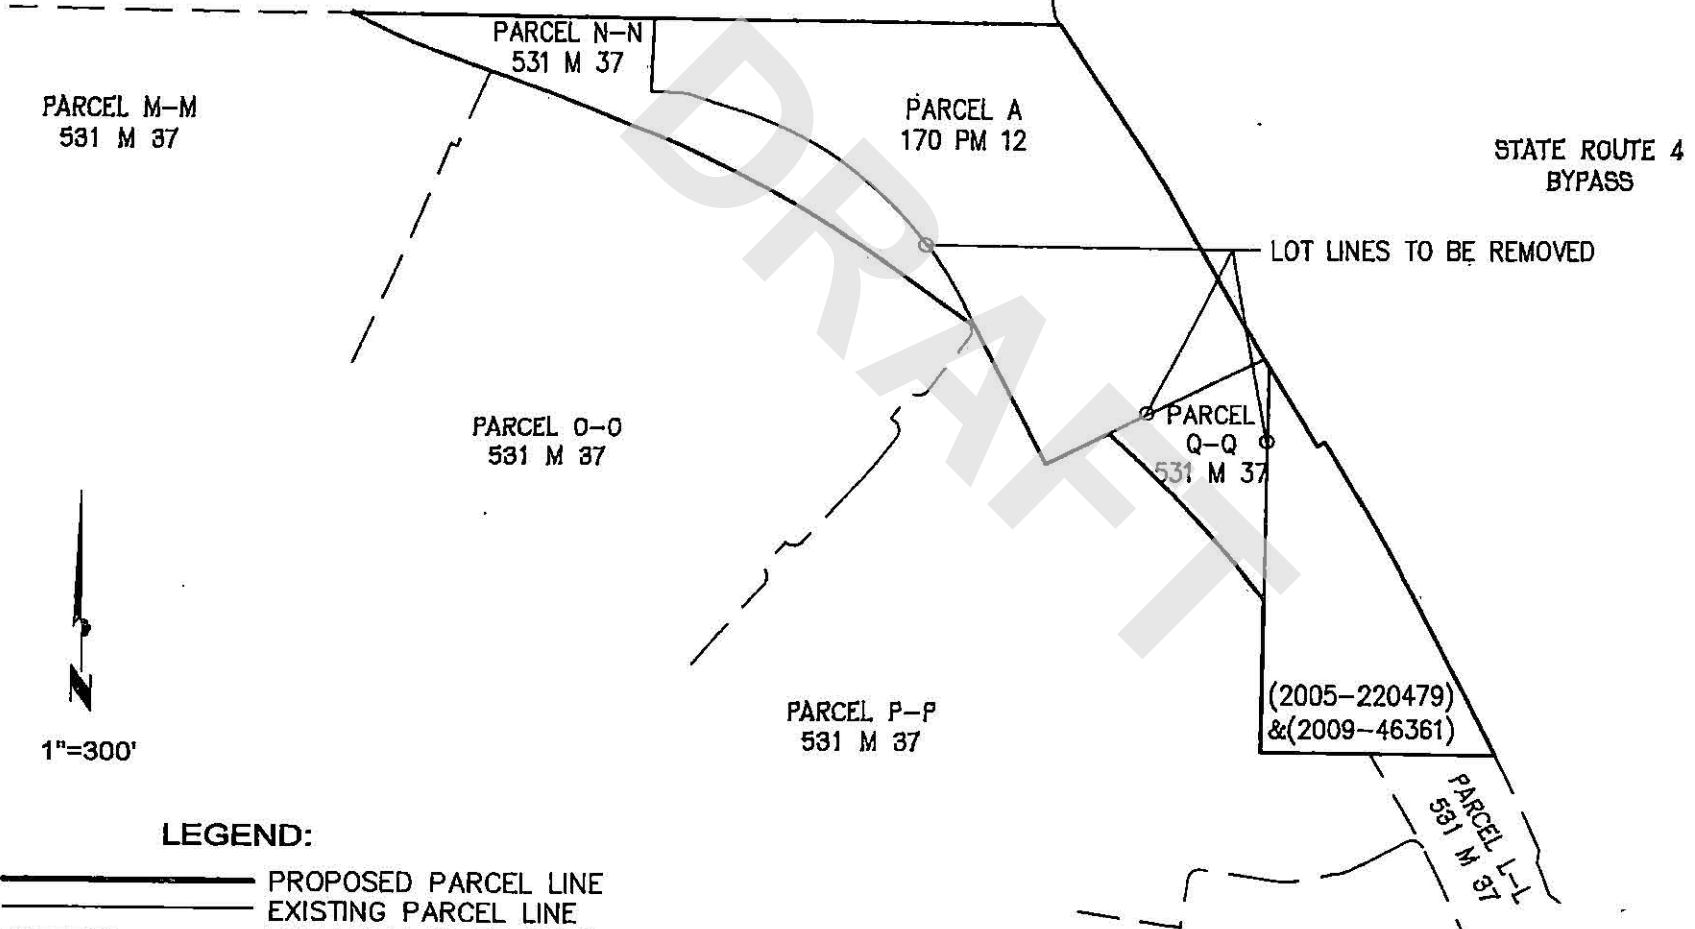 PARCEL N-N
531 M 37
PARCEL M-M
531 M 37
PARCEL A
170 PM 12
STATE ROUTE 4
BYPASS
LOT LINES TO BE REMOVED
PARCEL O-O
531 M 37
PARCEL
Q-Q
531 M 37
DRAFT
N
1"=300'
PARCEL P-P
531 M 37
(2005-220479)
&(2009-46361)
PARCEL L-L
531 M 37
LEGEND:
PROPOSED PARCEL LINE
EXISTING PARCEL LINE